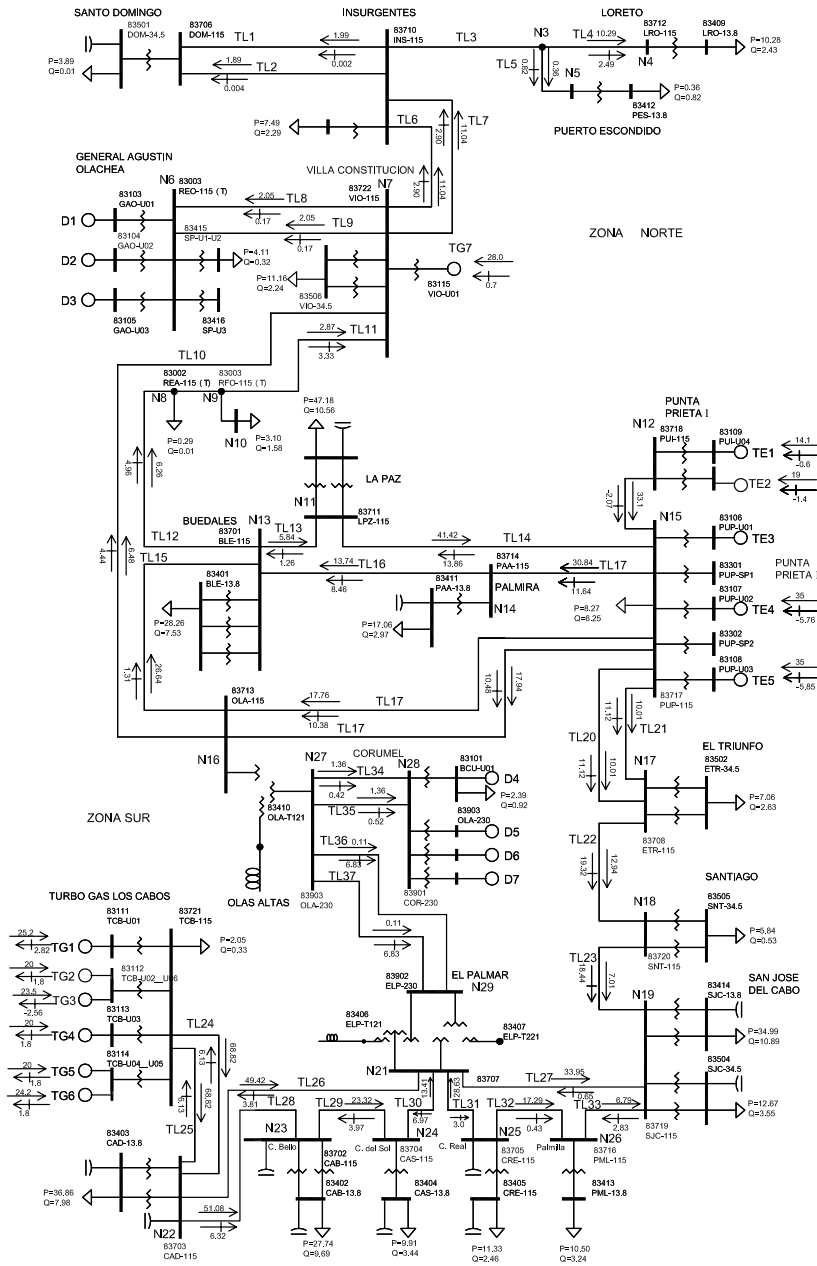 SANTO DOMINGO
83501
DOM-34.5
83706
DOM-115
P=3.89
Q=0.01
TL1
1.99
0.002
1.89
TL2
0.004
INSURGENTES
83710
INS-115
TL3
N3
LORETO
TL4
10.29
2.49
83712
LRO-115
N4
83409
LRO-13.8
P=10.28
Q=2.43
TL5
0.82
0.36
N5
83412
PES-13.8
P=0.36
Q=0.82
PUERTO ESCONDIDO
P=7.49
Q=2.29
TL6
TL7
2.90
11.04
2.90
11.04
GENERAL AGUSTIN
OLACHEA
N6
83003
REO-115 (T)
83103
GAO-U01
D1
83104
GAO-U02
D2
83415
SP-U1-U2
P=4.11
Q=0.32
D3
83105
GAO-U03
83416
SP-U3
VILLA CONSTITUCION
N7
83722
VIO-115
2.05
TL8
0.17
2.05
TL9
0.17
P=11.16
Q=2.24
83506
VIO-34.5
TG7
28.0
0.7
83115
VIO-U01
ZONA NORTE
2.87
TL11
3.33
TL10
83002
REA-115 (T)
N8
83003
RFO-115 (T)
N9
P=0.29
Q=0.01
N10
P=3.10
Q=1.58
4.96
6.26
P=47.18
Q=10.56
LA PAZ
N11
83711
LPZ-115
PUNTA
PRIETA I
N12
83718
PUI-115
83109
PUI-U04
TE1
14.1
-0.6
TE2
19
-1.4
-2.07
33.1
N15
83106
PUP-U01
TE3
83301
PUP-SP1
PUNTA
PRIETA
83107
PUP-U02
TE4
35
-5.76
83302
PUP-SP2
83108
PUP-U03
TE5
35
-5.85
P=8.27
Q=6.25
83717
PUP-115
BUEDALES
N13
83701
BLE-115
TL12
TL13
5.84
1.26
TL14
41.42
13.86
TL15
13.74
TL16
8.46
83714
PAA-115
30.84
TL17
11.64
PALMIRA
N14
83411
PAA-13.8
P=17.06
Q=2.97
83401
BLE-13.8
P=28.26
Q=7.53
4.44
6.48
1.31
26.64
83713
OLA-115
N16
17.76
TL17
10.38
TL17
10.48
17.94
TL20
11.12
10.01
TL21
11.12
10.01
N17
83708
ETR-115
EL TRIUNFO
83502
ETR-34.5
P=7.06
Q=2.63
TL22
19.32
12.94
N18
83720
SNT-115
SANTIAGO
83505
SNT-34.5
P=5.84
Q=0.53
TL23
18.44
7.01
N19
SAN JOSE
DEL CABO
83414
SJC-13.8
P=34.99
Q=10.89
83504
SJC-34.5
P=12.67
Q=3.55
83719
SJC-115
ZONA SUR
83410
OLA-T121
OLAS ALTAS
N27
CORUMEL
N28
1.36
TL34
0.42
1.36
TL35
0.52
TL36
0.11
6.83
TL37
0.11
6.83
83903
OLA-230
83901
COR-230
83101
BCU-U01
D4
P=2.39
Q=0.92
83903
OLA-230
D5
D6
D7
83902
ELP-230
EL PALMAR
N29
83406
ELP-T121
83407
ELP-T221
N21
83707
TURBO GAS LOS CABOS
83111
TCB-U01
83721
TCB-115
25.2
TG1
2.82
P=2.05
Q=0.33
20
TG2
1.8
83112
TCB-U02_U06
23.5
TG3
-2.56
83113
TCB-U03
20
TG4
1.8
83114
TCB-U04_U05
20
TG5
1.8
24.2
TG6
1.8
TL24
6.13
68.82
TL25
6.13
68.82
83403
CAD-13.8
P=36.86
Q=7.98
N22
83703
CAD-115
49.42
TL26
3.81
51.08
6.32
TL28
N23
C. Bello
83702
CAB-115
83402
CAB-13.8
P=27.74
Q=9.69
TL29
23.32
3.97
TL30
13.41
6.97
N24
C. del Sol
83704
CAS-115
83404
CAS-13.8
P=9.91
Q=3.44
TL31
28.63
3.0
C. Real
N25
83705
CRE-115
83405
CRE-115
P=11.33
Q=2.46
TL27
33.95
0.65
TL32
17.29
0.43
Palmilla
N26
83716
PML-115
83413
PML-13.8
P=10.50
Q=3.24
TL33
6.79
2.83